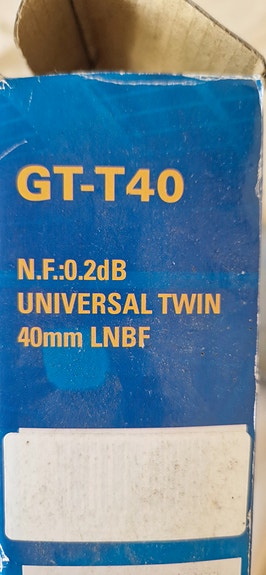 GT-T40
N.F.:0.2dB
UNIVERSAL TWIN
40mm LNBF